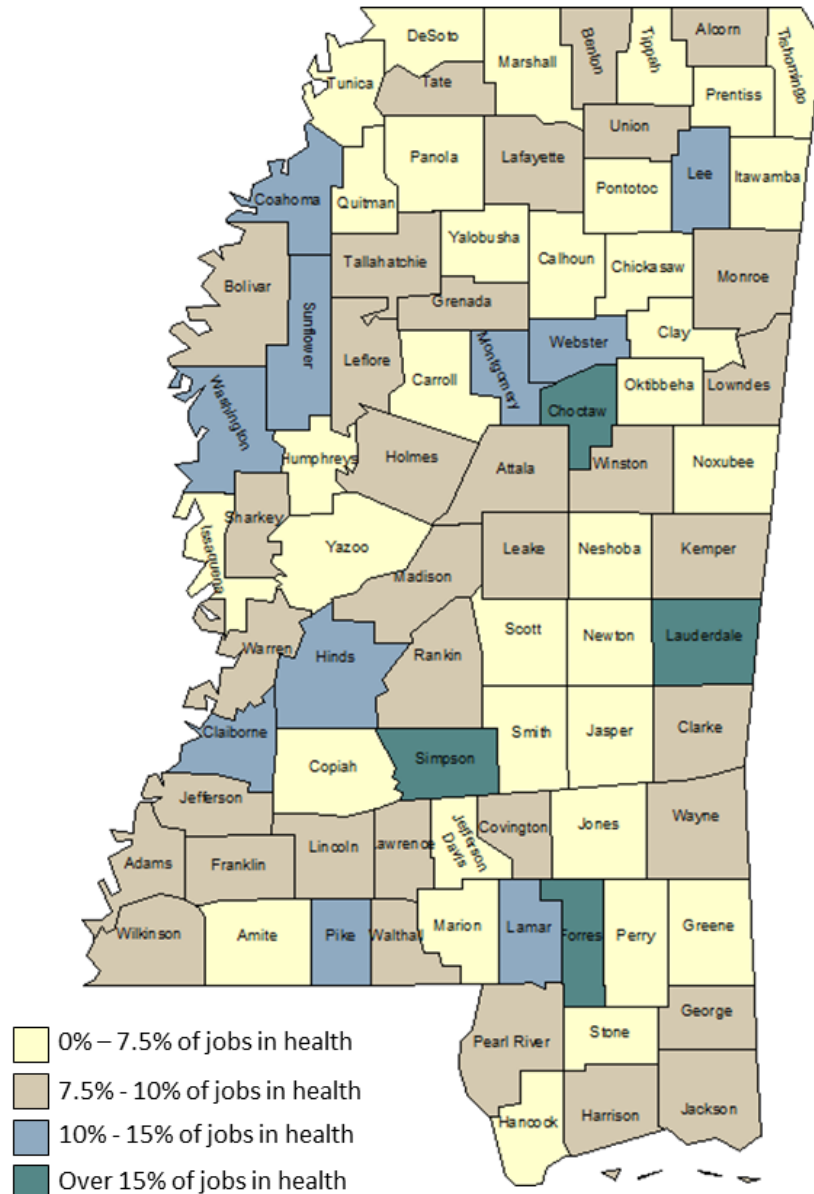 DeSoto
Marshall
Benton
Tippah
Alcorn
Tishomingo
Tunica
Tate
Prentiss
Panola
Lafayette
Union
Coahoma
Quitman
Pontotoc
Lee
Itawamba
Yalobusha
Bolivar
Tallahatchie
Calhoun
Chickasaw
Monroe
Sunflower
Grenada
Leflore
Carroll
Montgomery
Webster
Clay
Washington
Choctaw
Oktibbeha
Lowndes
Humphreys
Holmes
Attala
Winston
Noxubee
Sharkey
Issaquena
Yazoo
Madison
Leake
Neshoba
Kemper
Warren
Hinds
Rankin
Scott
Newton
Lauderdale
Claiborne
Copiah
Simpson
Smith
Jasper
Clarke
Jefferson
Adams
Franklin
Lincoln
Lawrence
Jefferson
Davis
Covington
Jones
Wayne
Wilkinson
Amite
Pike
Walthall
Marion
Lamar
Forres
Perry
Greene
Pearl River
Stone
George
Hancock
Harrison
Jackson
0% – 7.5% of jobs in health
7.5% - 10% of jobs in health
10% - 15% of jobs in health
Over 15% of jobs in health